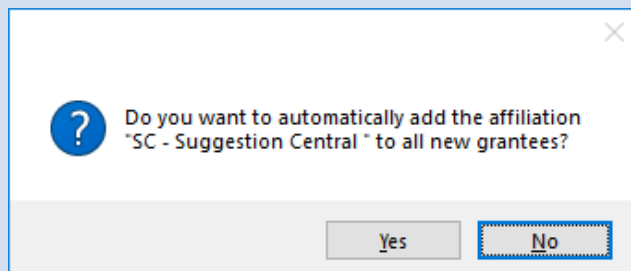 ?
Do you want to automatically add the affiliation
"SC - Suggestion Central " to all new grantees?
Yes
No